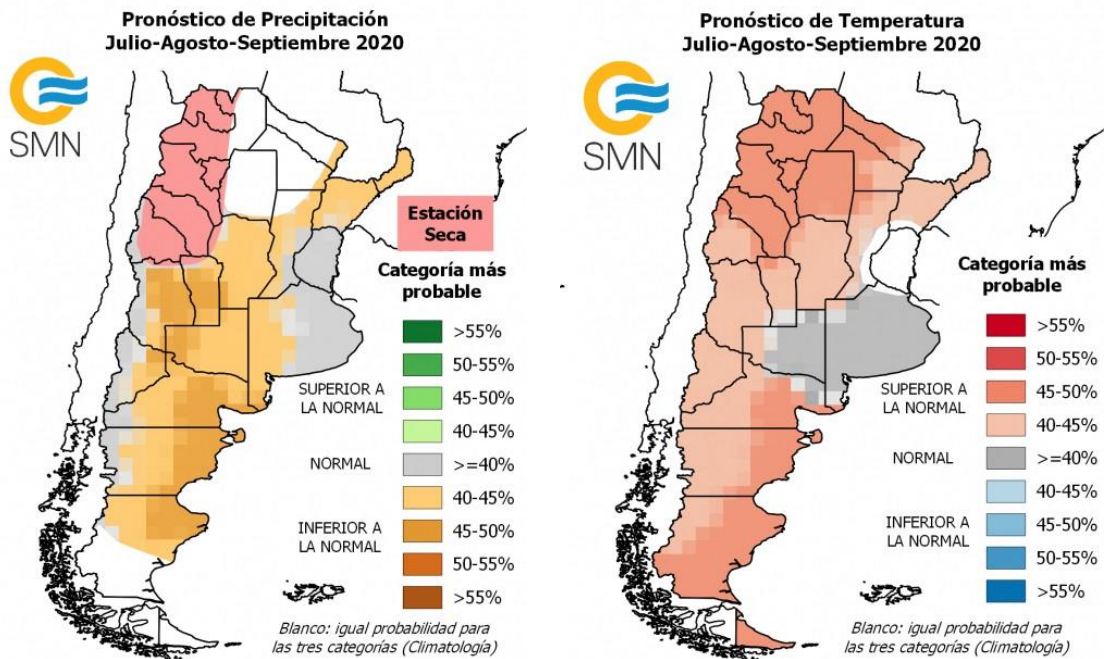 Pronóstico de Precipitación
Julio-Agosto-Septiembre 2020
SMN
Estación
Seca
Categoría más
probable
>55%
50-55%
45-50%
SUPERIOR A
LA NORMAL
40-45%
NORMAL
>=40%
40-45%
45-50%
INFERIOR A
LA NORMAL
50-55%
>55%
Blanco: igual probabilidad para
las tres categorías (Climatología)
Pronóstico de Temperatura
Julio-Agosto-Septiembre 2020
SMN
Categoría más
probable
>55%
50-55%
45-50%
SUPERIOR A
LA NORMAL
40-45%
NORMAL
>=40%
40-45%
45-50%
INFERIOR A
LA NORMAL
50-55%
>55%
Blanco: igual probabilidad para
las tres categorías (Climatología)